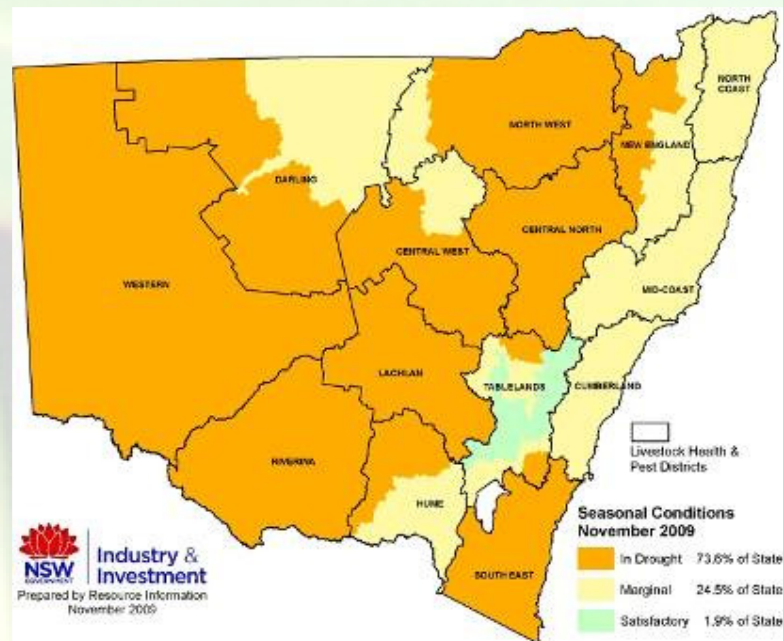 NORTH
COAST
NORTH WEST
NEW ENGLAND
DARLING
CENTRAL NORTH
CENTRAL WEST
WESTERN
MID-COAST
LACHLAN
TABLELANDS
CUMBERLAND
RIVERINA
HUME
SOUTH EAST
Livestock Health &
Pest Districts
Seasonal Conditions
November 2009
In Drought 73.6% of State
Marginal 24.5% of State
Satisfactory 1.9% of State
NSW
GOVERNMENT
Industry &
Investment
Prepared by Resource Information
November 2009